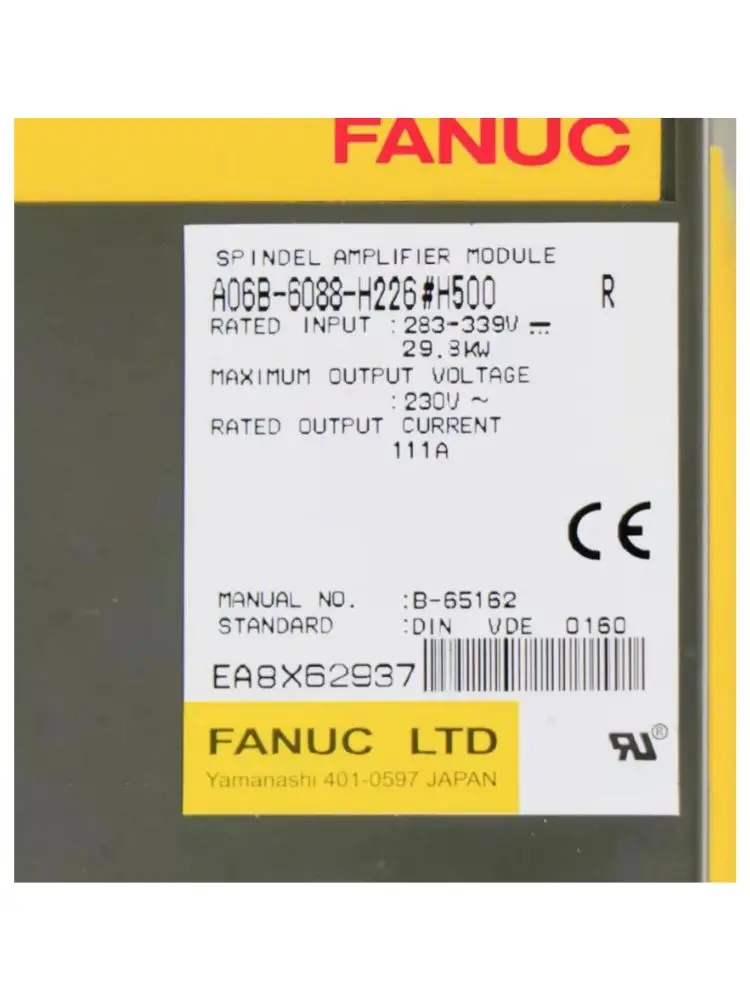 FANUC
SPINDEL AMPLIFIER MODULE
A06B-6088-H226#H500 R
RATED INPUT :283-339V ⎓
29.8KW
MAXIMUM OUTPUT VOLTAGE
:230V ~
RATED OUTPUT CURRENT
111A
CE
MANUAL NO. :B-65162
STANDARD :DIN VDE 0160
EA8X62937
FANUC LTD
Yamanashi 401-0597 JAPAN
RU®